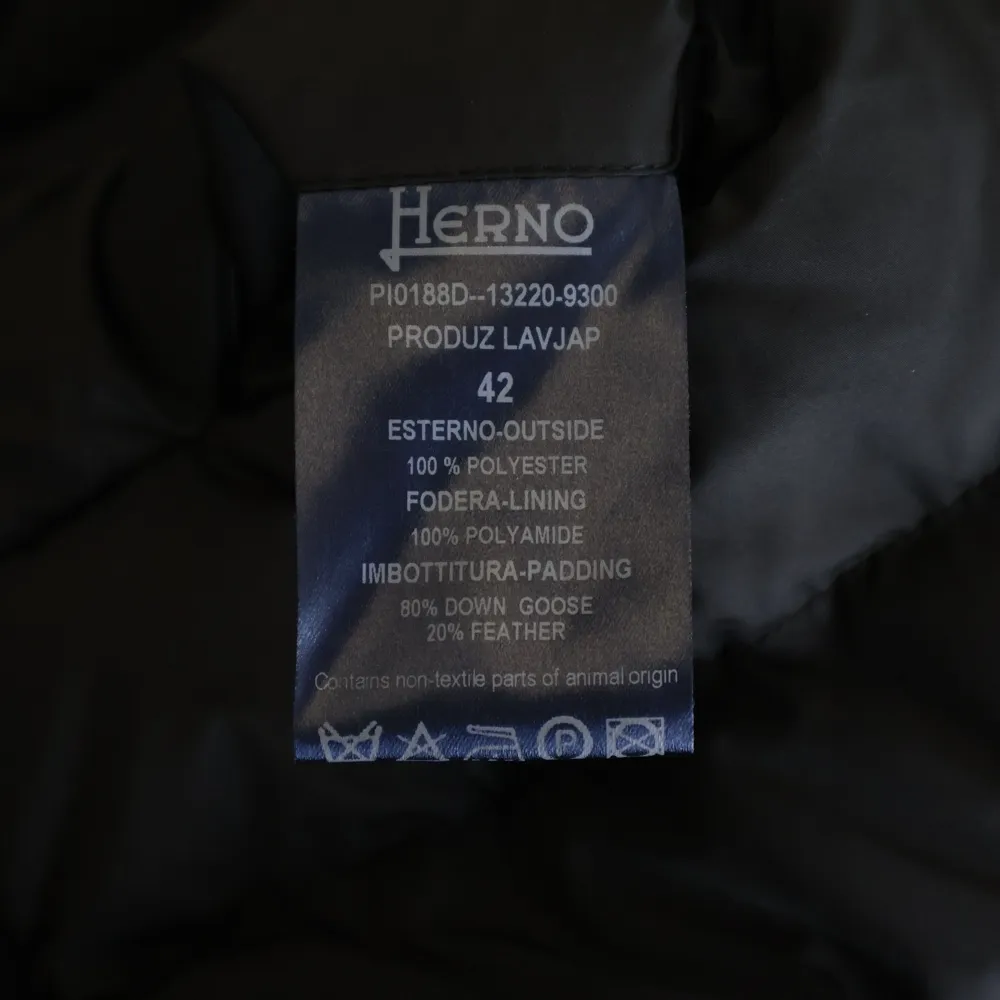 HERNO
PI0188D--13220-9300
PRODUZ LAVJAP
42
ESTERNO-OUTSIDE
100 % POLYESTER
FODERA-LINING
100% POLYAMIDE
IMBOTTITURA-PADDING
80% DOWN GOOSE
20% FEATHER
Contains non-textile parts of animal origin
P